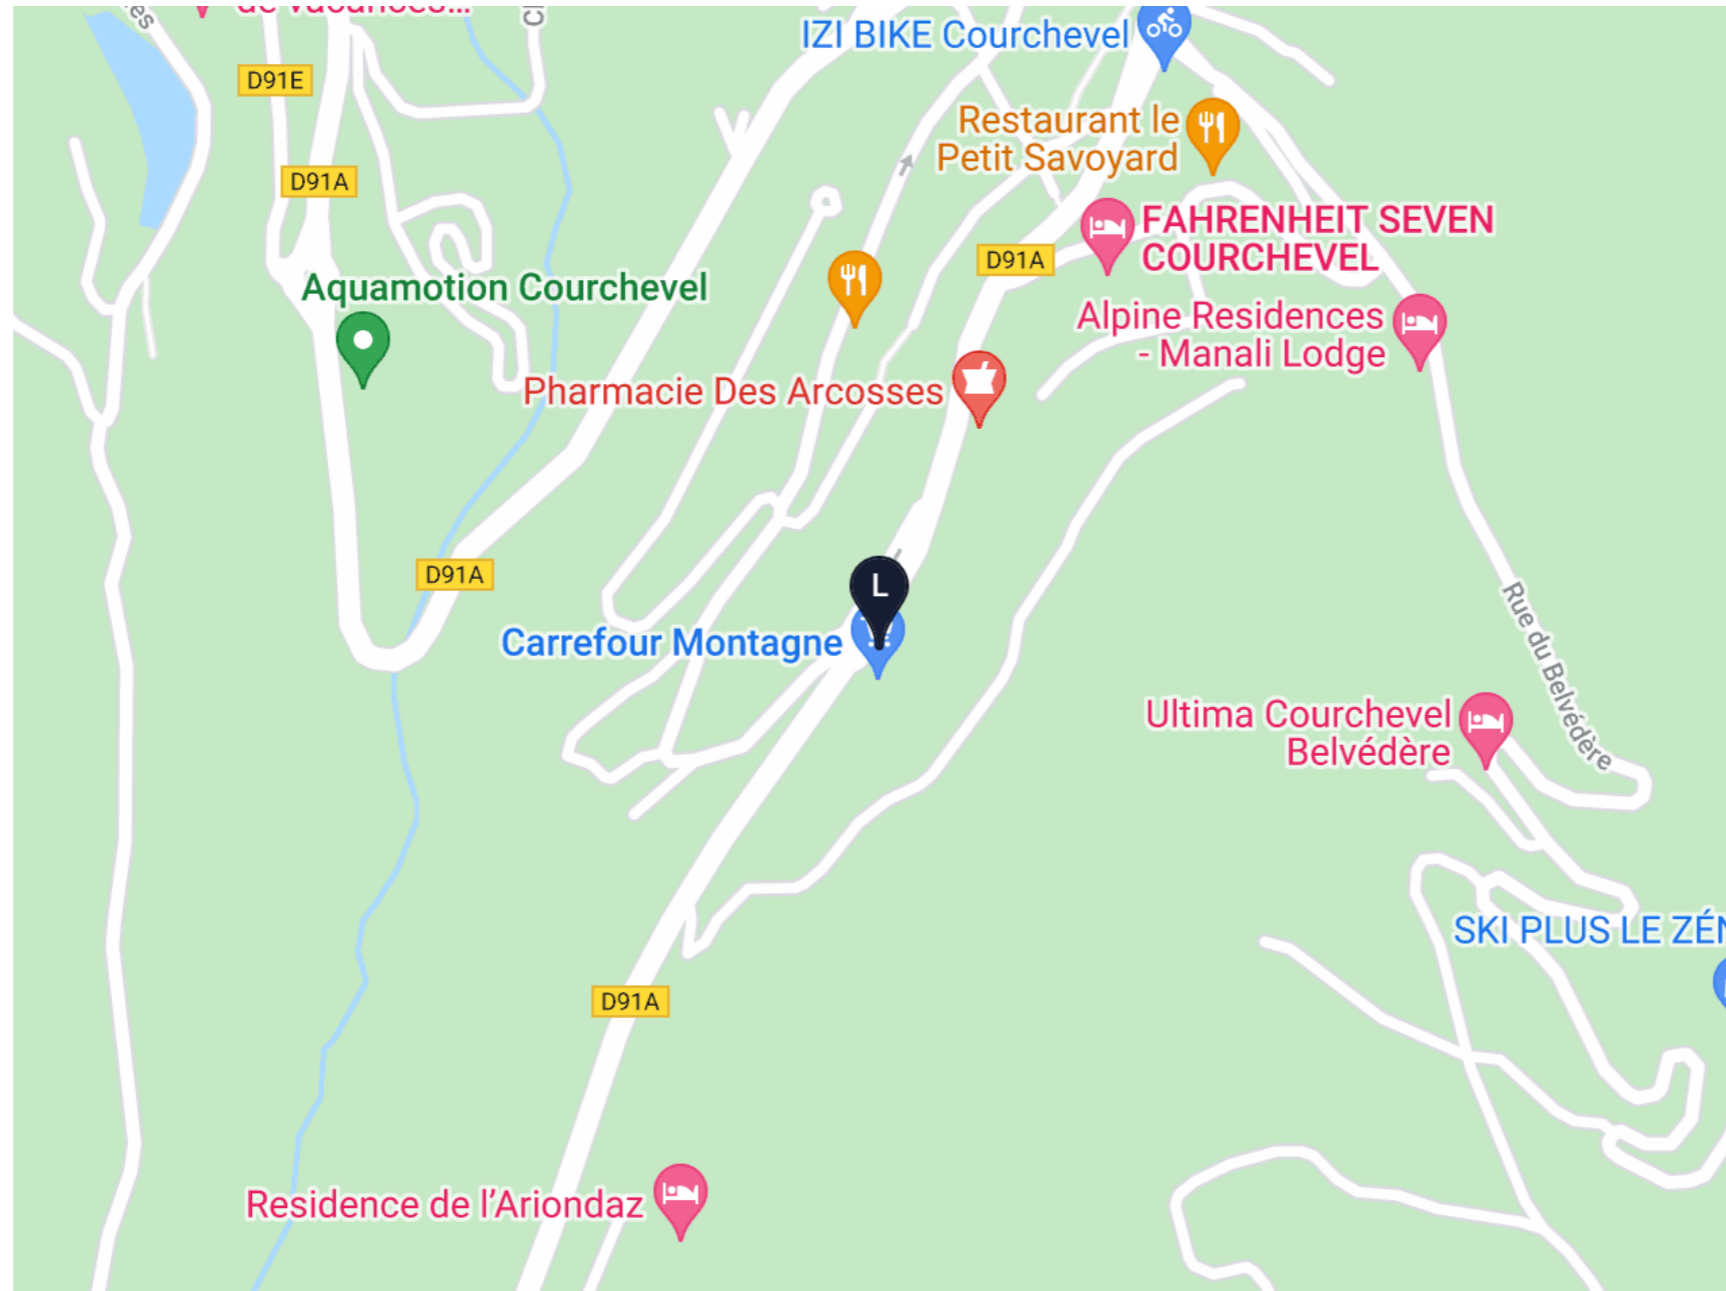 de vacances...
IZI BIKE Courchevel
D91E
Restaurant le
Petit Savoyard
D91A
FAHRENHEIT SEVEN
COURCHEVEL
D91A
Aquamotion Courchevel
Alpine Residences
- Manali Lodge
Pharmacie Des Arcosses
D91A
L
Carrefour Montagne
Rue du Belvédère
Ultima Courchevel
Belvédère
SKI PLUS LE ZÉN
D91A
Residence de l'Ariondaz